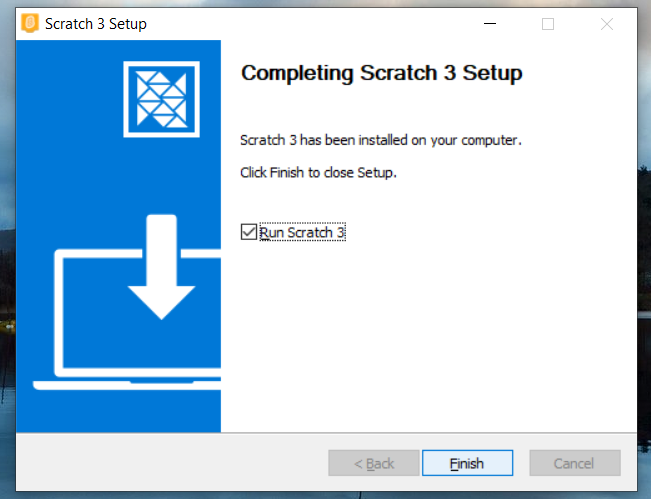 Scratch 3 Setup
Completing Scratch 3 Setup
Scratch 3 has been installed on your computer.
Click Finish to close Setup.
Run Scratch 3
< Back
Finish
Cancel